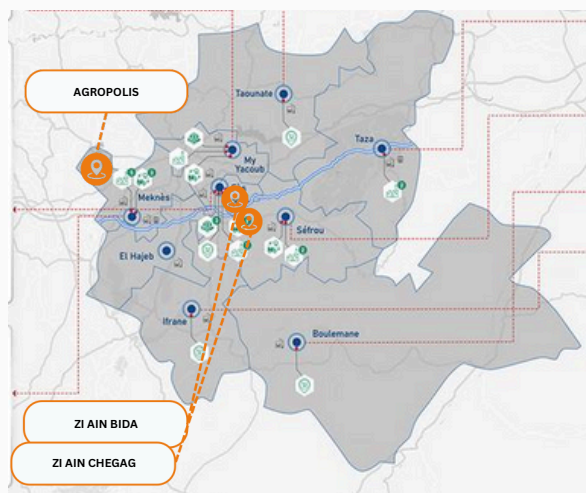 AGROPOLIS
Taounate
Taza
My
Yacoub
Meknès
Séfrou
El Hajeb
Ifrane
Boulemane
ZI AIN BIDA
ZI AIN CHEGAG